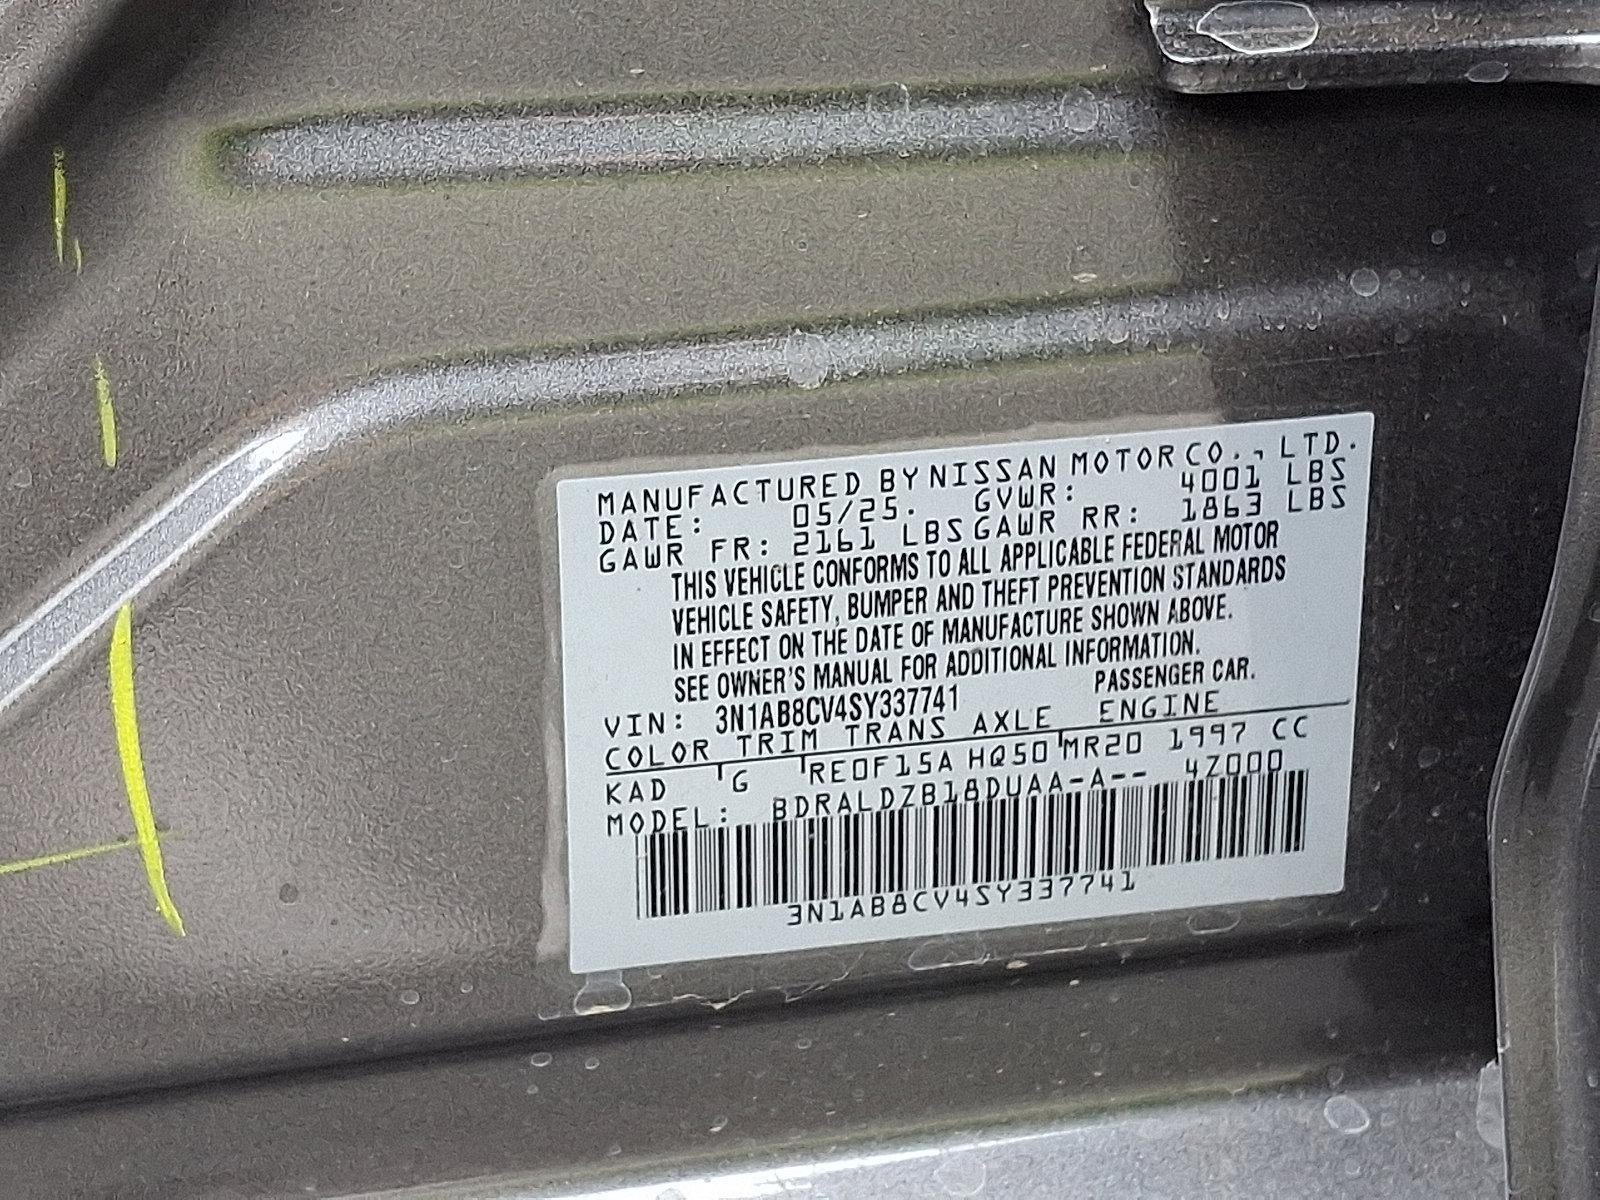 MANUFACTURED BY NISSAN MOTOR CO., LTD.
DATE: 05/25. GVWR: 4001 LBS
GAWR FR: 2161 LBS GAWR RR: 1863 LBS
THIS VEHICLE CONFORMS TO ALL APPLICABLE FEDERAL MOTOR
VEHICLE SAFETY, BUMPER AND THEFT PREVENTION STANDARDS
IN EFFECT ON THE DATE OF MANUFACTURE SHOWN ABOVE.
SEE OWNER'S MANUAL FOR ADDITIONAL INFORMATION.
VIN: 3N1AB8CV4SY337741 PASSENGER CAR.
COLOR TRIM TRANS AXLE ENGINE
KAD G RE0F15A HQ50 MR20 1997 CC
MODEL: BDRALDZB18DUAA-A-- 4Z000
3N1AB8CV4SY337741